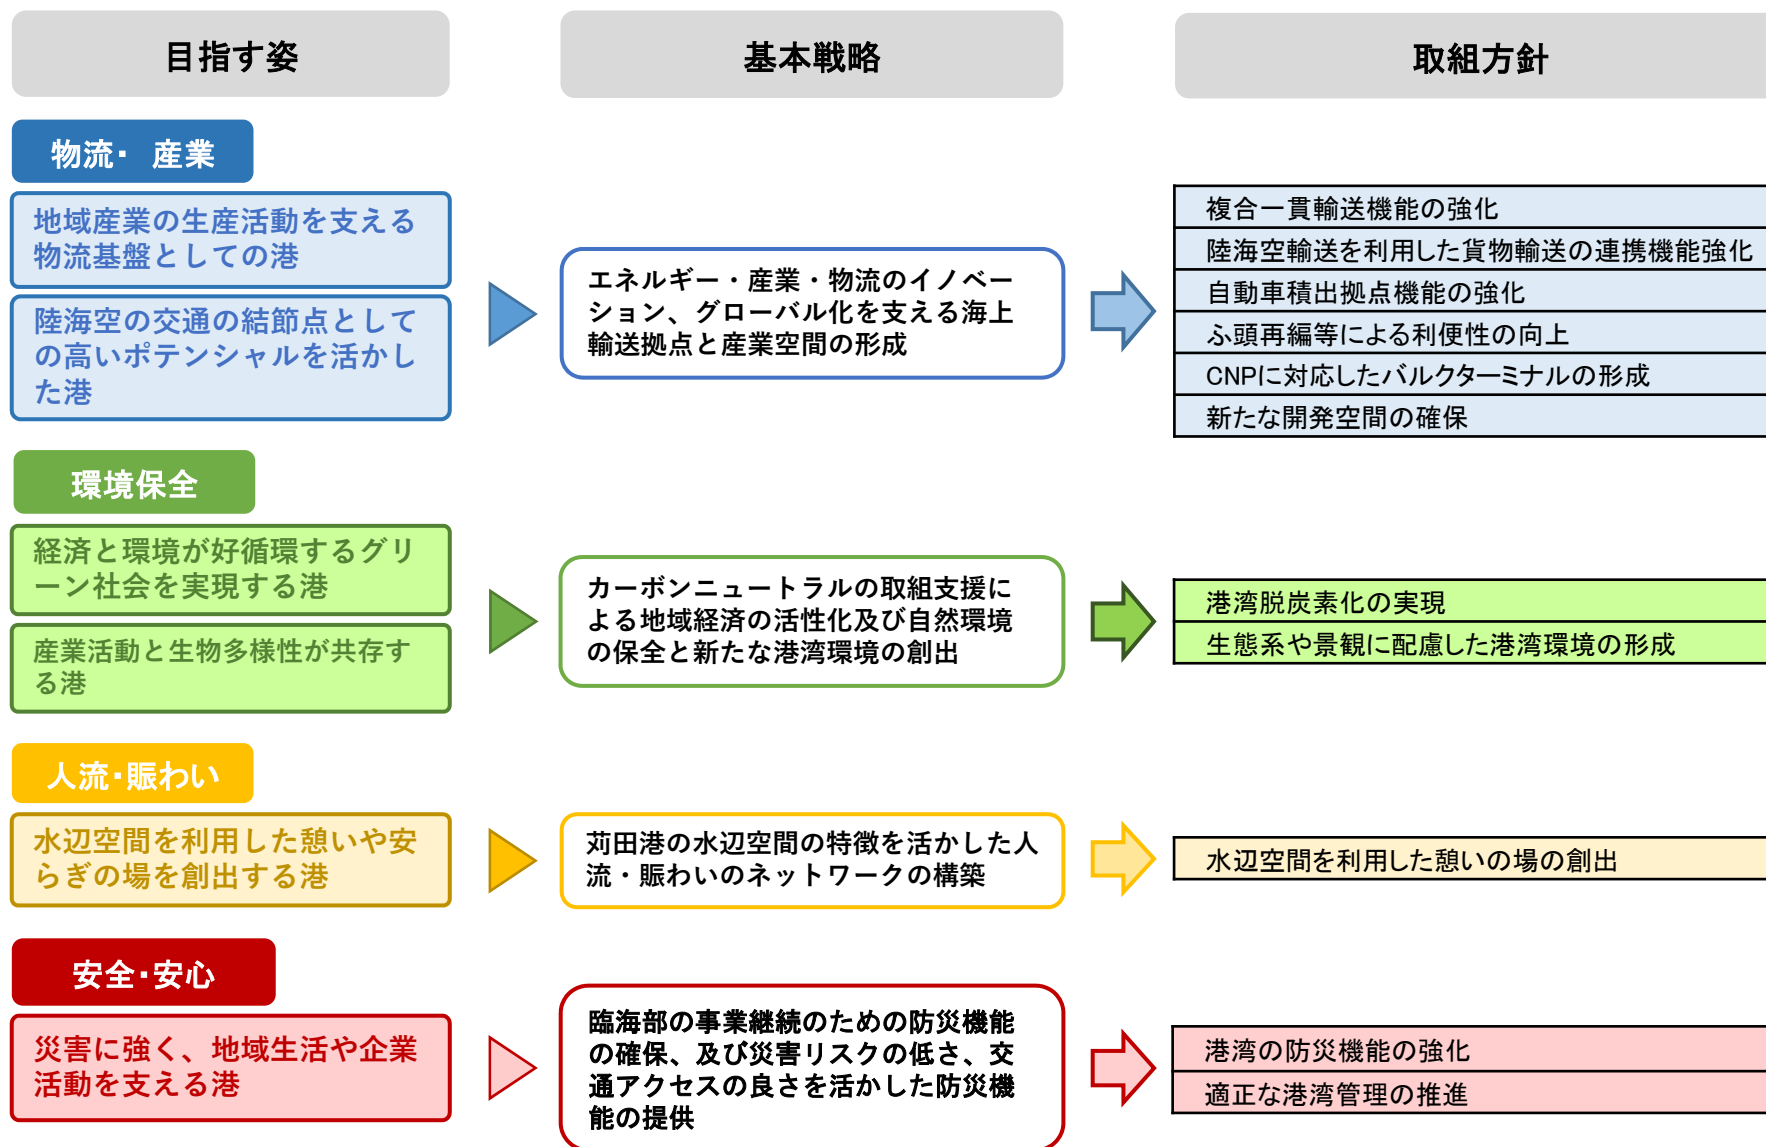 目指す姿
基本戦略
取組方針
物流・ 産業
地域産業の生産活動を支える
物流基盤としての港
陸海空の交通の結節点として
の高いポテンシャルを活かし
た港
エネルギー・産業・物流のイノベー
ション、グローバル化を支える海上
輸送拠点と産業空間の形成
複合一貫輸送機能の強化
陸海空輸送を利用した貨物輸送の連携機能強化
自動車積出拠点機能の強化
ふ頭再編等による利便性の向上
CNPに対応したバルクターミナルの形成
新たな開発空間の確保
環境保全
経済と環境が好循環するグリ
ーン社会を実現する港
産業活動と生物多様性が共存す
る港
カーボンニュートラルの取組支援に
よる地域経済の活性化及び自然環境
の保全と新たな港湾環境の創出
港湾脱炭素化の実現
生態系や景観に配慮した港湾環境の形成
人流・賑わい
水辺空間を利用した憩いや安
らぎの場を創出する港
苅田港の水辺空間の特徴を活かした人
流・賑わいのネットワークの構築
水辺空間を利用した憩いの場の創出
安全・安心
災害に強く、地域生活や企業
活動を支える港
臨海部の事業継続のための防災機能
の確保、及び災害リスクの低さ、交
通アクセスの良さを活かした防災機
能の提供
港湾の防災機能の強化
適正な港湾管理の推進